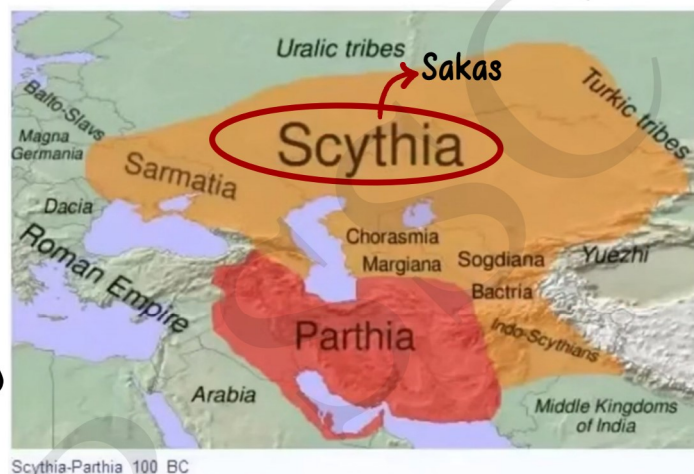 Uralic tribes
Sakas
Turkic tribes
Balto-Slavs
Magna
Germania
Scythia
Sarmatia
Dacia
Roman Empire
Chorasmia
Margiana
Sogdiana
Yuezhi
Bactria
Parthia
Indo-Scythians
Arabia
Middle Kingdoms
of India
Scythia-Parthia 100 BC